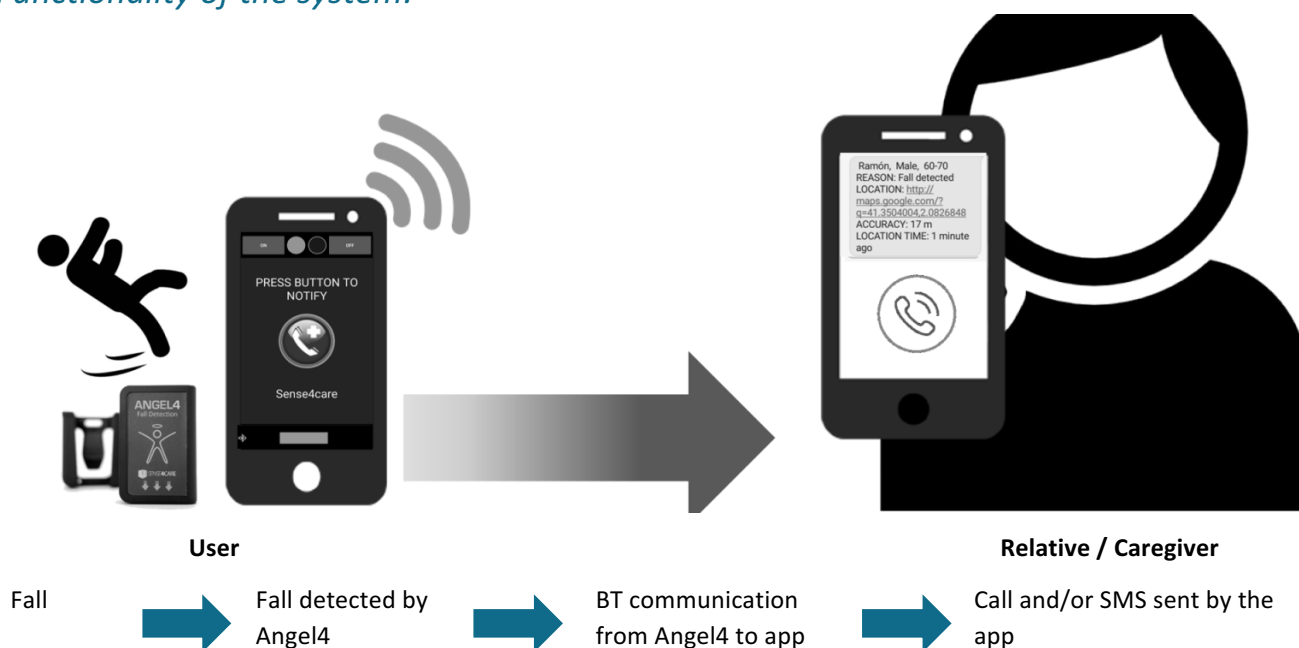 Functionality of the system:
Ramón, Male, 60-70
REASON: Fall detected
LOCATION: http://
maps.google.com/?
q=41.3504004,2.0826848
ACCURACY: 17 m
LOCATION TIME: 1 minute
ago
ON
OFF
PRESS BUTTON TO
NOTIFY
Sense4care
ANGEL4
Fall Detection
SENSE4CARE
User
Relative / Caregiver
Fall
Fall detected by
Angel4
BT communication
from Angel4 to app
Call and/or SMS sent by the
app